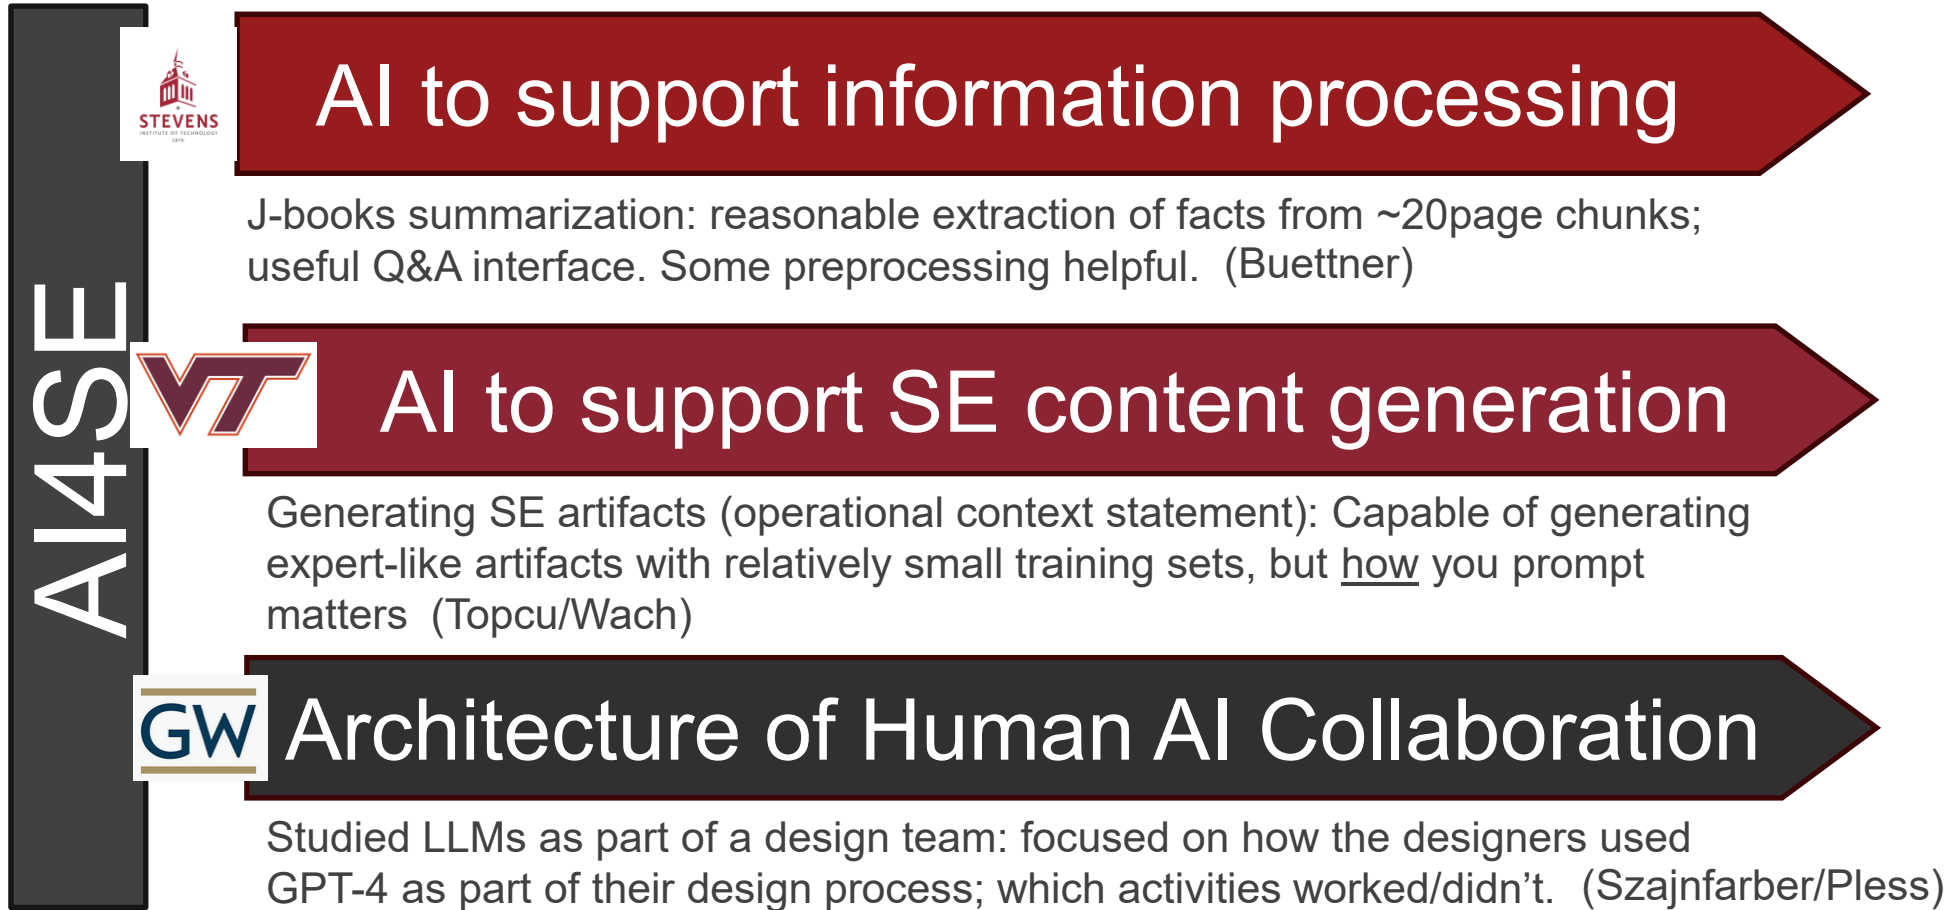 AI4SE
STEVENS
INSTITUTE OF TECHNOLOGY
1870
AI to support information processing
J-books summarization: reasonable extraction of facts from ~20page chunks;
useful Q&A interface. Some preprocessing helpful. (Buettner)
VT
AI to support SE content generation
Generating SE artifacts (operational context statement): Capable of generating
expert-like artifacts with relatively small training sets, but how you prompt
matters (Topcu/Wach)
GW
Architecture of Human AI Collaboration
Studied LLMs as part of a design team: focused on how the designers used
GPT-4 as part of their design process; which activities worked/didn’t. (Szajnfarber/Pless)